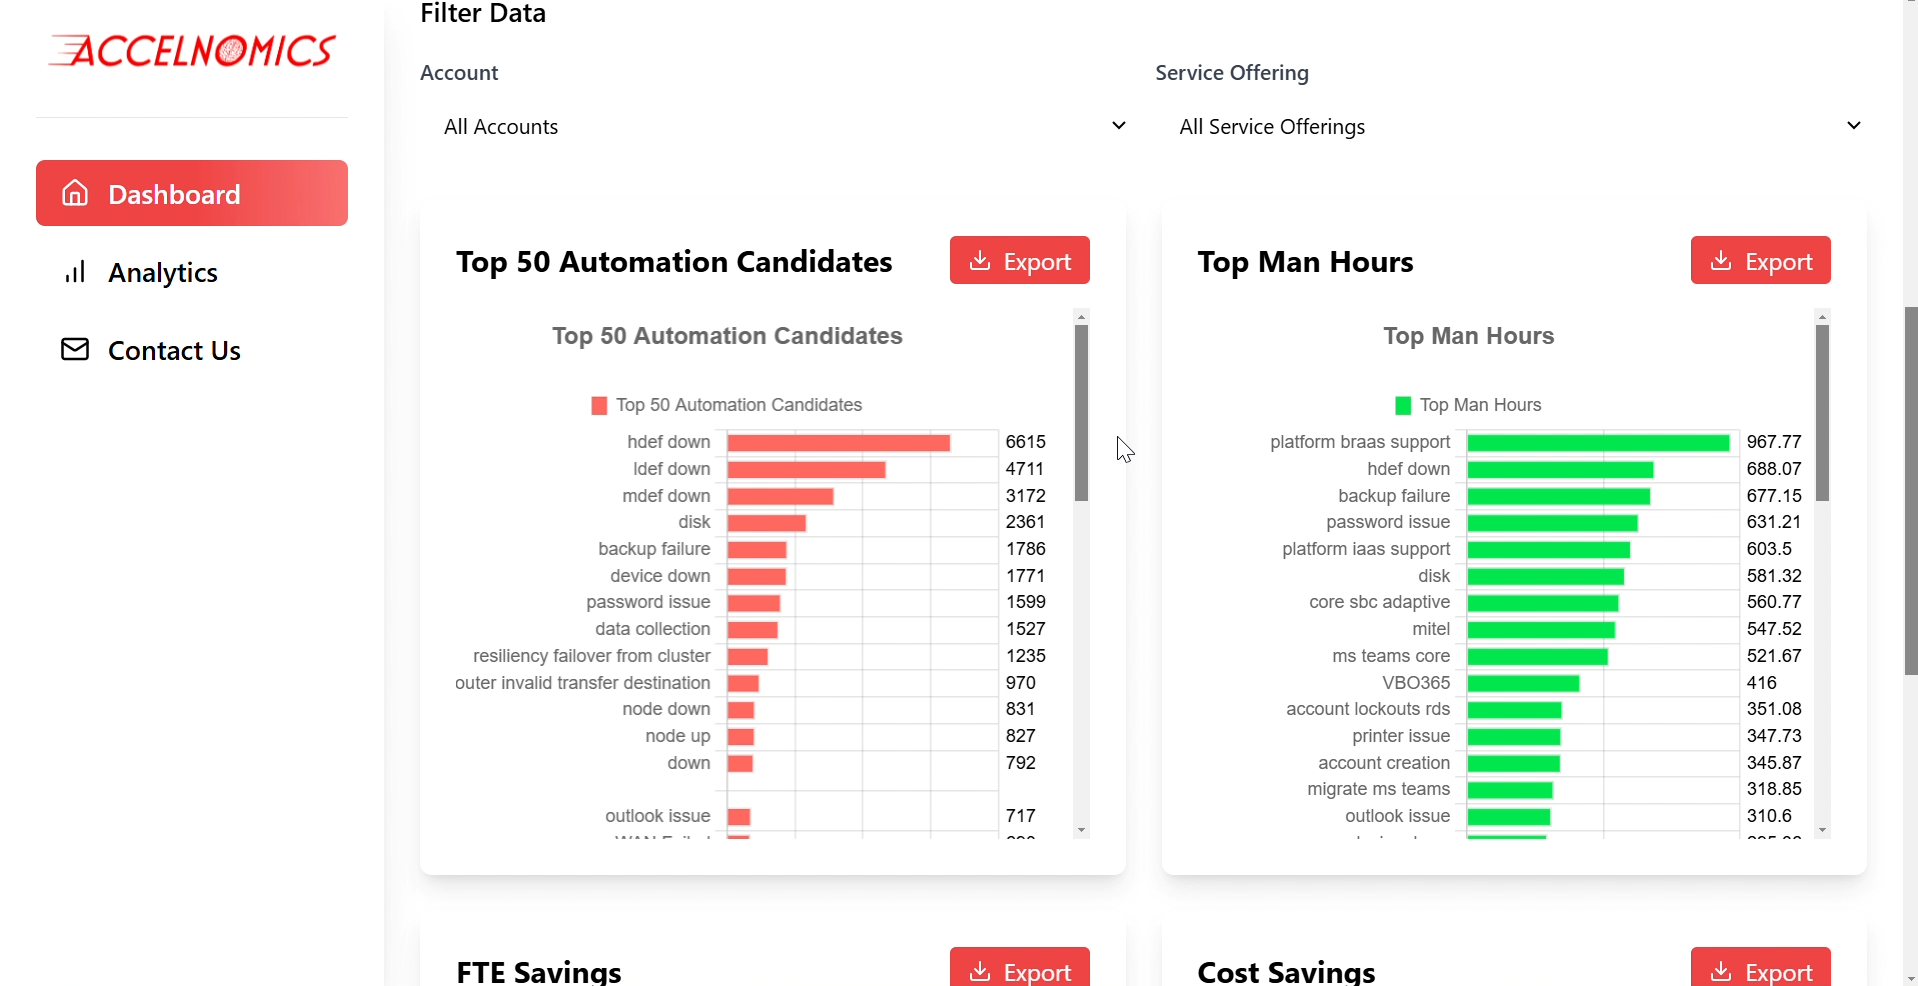 ACCELNOMICS
Dashboard
Analytics
Contact Us
Filter Data
Account
All Accounts
Service Offering
All Service Offerings
Top 50 Automation Candidates
Export
Top 50 Automation Candidates
Top 50 Automation Candidates
hdef down 6615
ldef down 4711
mdef down 3172
disk 2361
backup failure 1786
device down 1771
password issue 1599
data collection 1527
resiliency failover from cluster 1235
outer invalid transfer destination 970
node down 831
node up 827
down 792
outlook issue 717
Top Man Hours
Export
Top Man Hours
Top Man Hours
platform braas support 967.77
hdef down 688.07
backup failure 677.15
password issue 631.21
platform iaas support 603.5
disk 581.32
core sbc adaptive 560.77
mitel 547.52
ms teams core 521.67
VBO365 416
account lockouts rds 351.08
printer issue 347.73
account creation 345.87
migrate ms teams 318.85
outlook issue 310.6
FTE Savings
Export
Cost Savings
Export